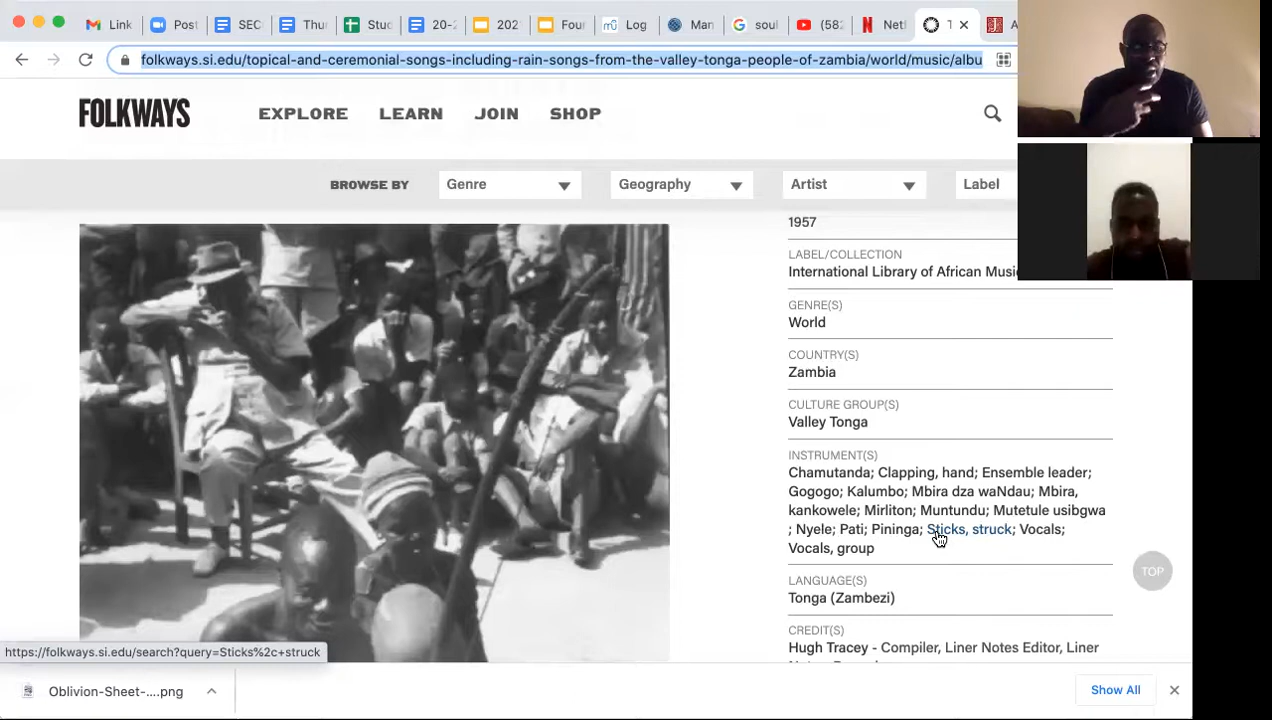 Link
Post
SEC
Thu
Stuc
20-2
202
Four
Log
Man
soul
(582
Netf
T
A
folkways.si.edu/topical-and-ceremonial-songs-including-rain-songs-from-the-valley-tonga-people-of-zambia/world/music/albu
FOLKWAYS
EXPLORE
LEARN
JOIN
SHOP
BROWSE BY
Genre
Geography
Artist
Label
1957
LABEL/COLLECTION
International Library of African Music
GENRE(S)
World
COUNTRY(S)
Zambia
CULTURE GROUP(S)
Valley Tonga
INSTRUMENT(S)
Chamutanda; Clapping, hand; Ensemble leader;
Gogogo; Kalumbo; Mbira dza waNdau; Mbira,
kankowele; Mirliton; Muntundu; Mutetule usibgwa
; Nyele; Pati; Pininga; Sticks, struck; Vocals;
Vocals, group
TOP
LANGUAGE(S)
Tonga (Zambezi)
CREDIT(S)
Hugh Tracey - Compiler, Liner Notes Editor, Liner
https://folkways.si.edu/search?query=Sticks%2c+struck
Oblivion-Sheet-....png
Show All